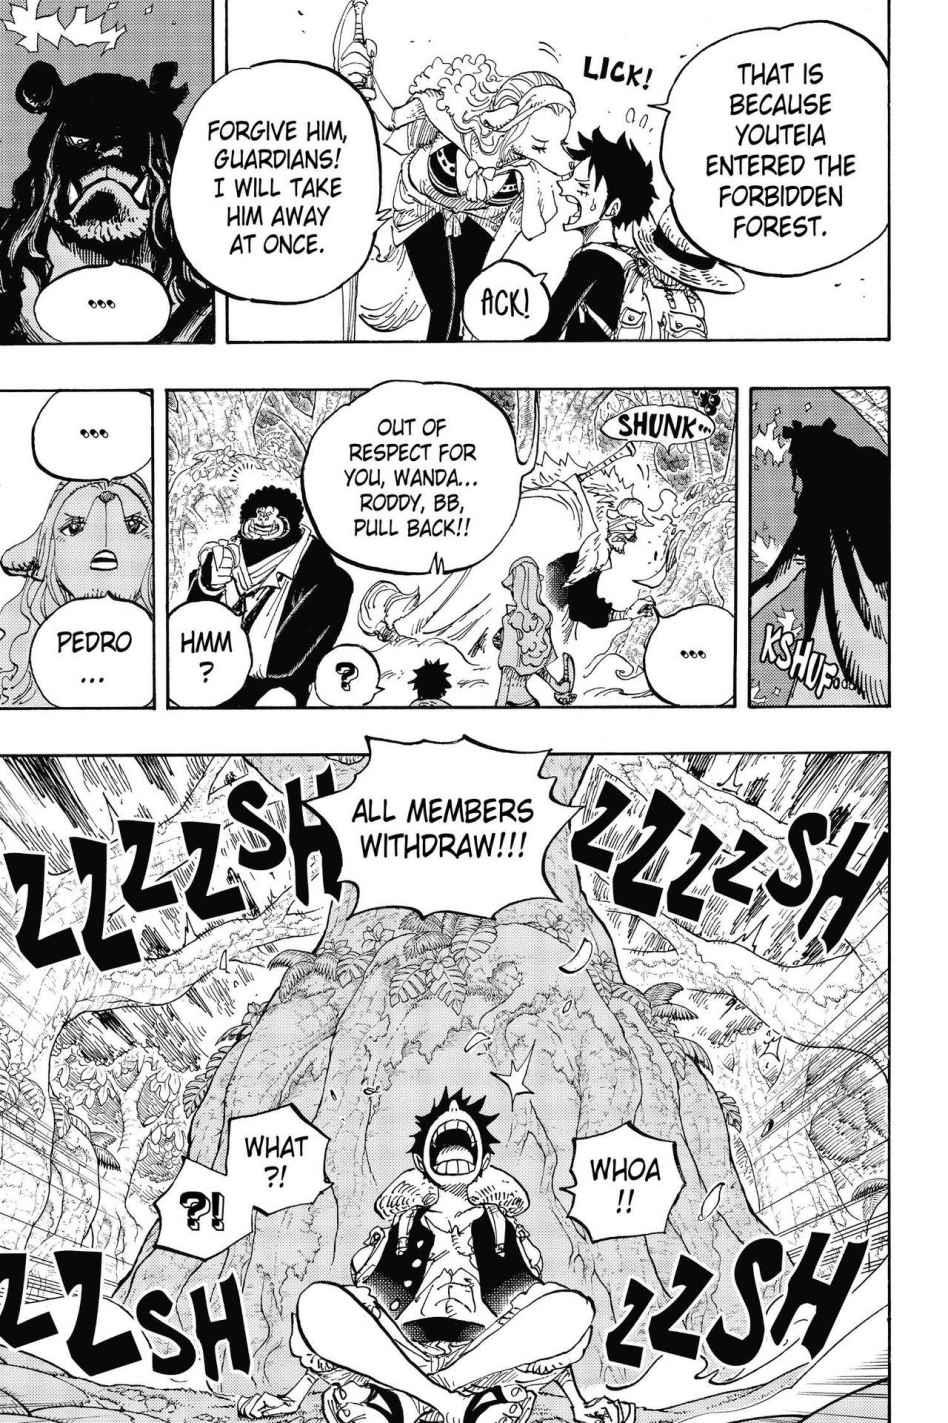 THAT IS
BECAUSE
YOUTEIA
ENTERED THE
FORBIDDEN
FOREST.
LICK!
ACK!
FORGIVE HIM,
GUARDIANS!
I WILL TAKE
HIM AWAY
AT ONCE.
...
KSHUF...
SHUNK...
...
OUT OF
RESPECT FOR
YOU, WANDA...
RODDY, BB,
PULL BACK!!
?
HMM
?
...
PEDRO
...
ALL MEMBERS
WITHDRAW!!!
ZZZZSH
ZZZZSH
WHOA
!!
WHAT
?!
?!
ZZSH
ZZSH